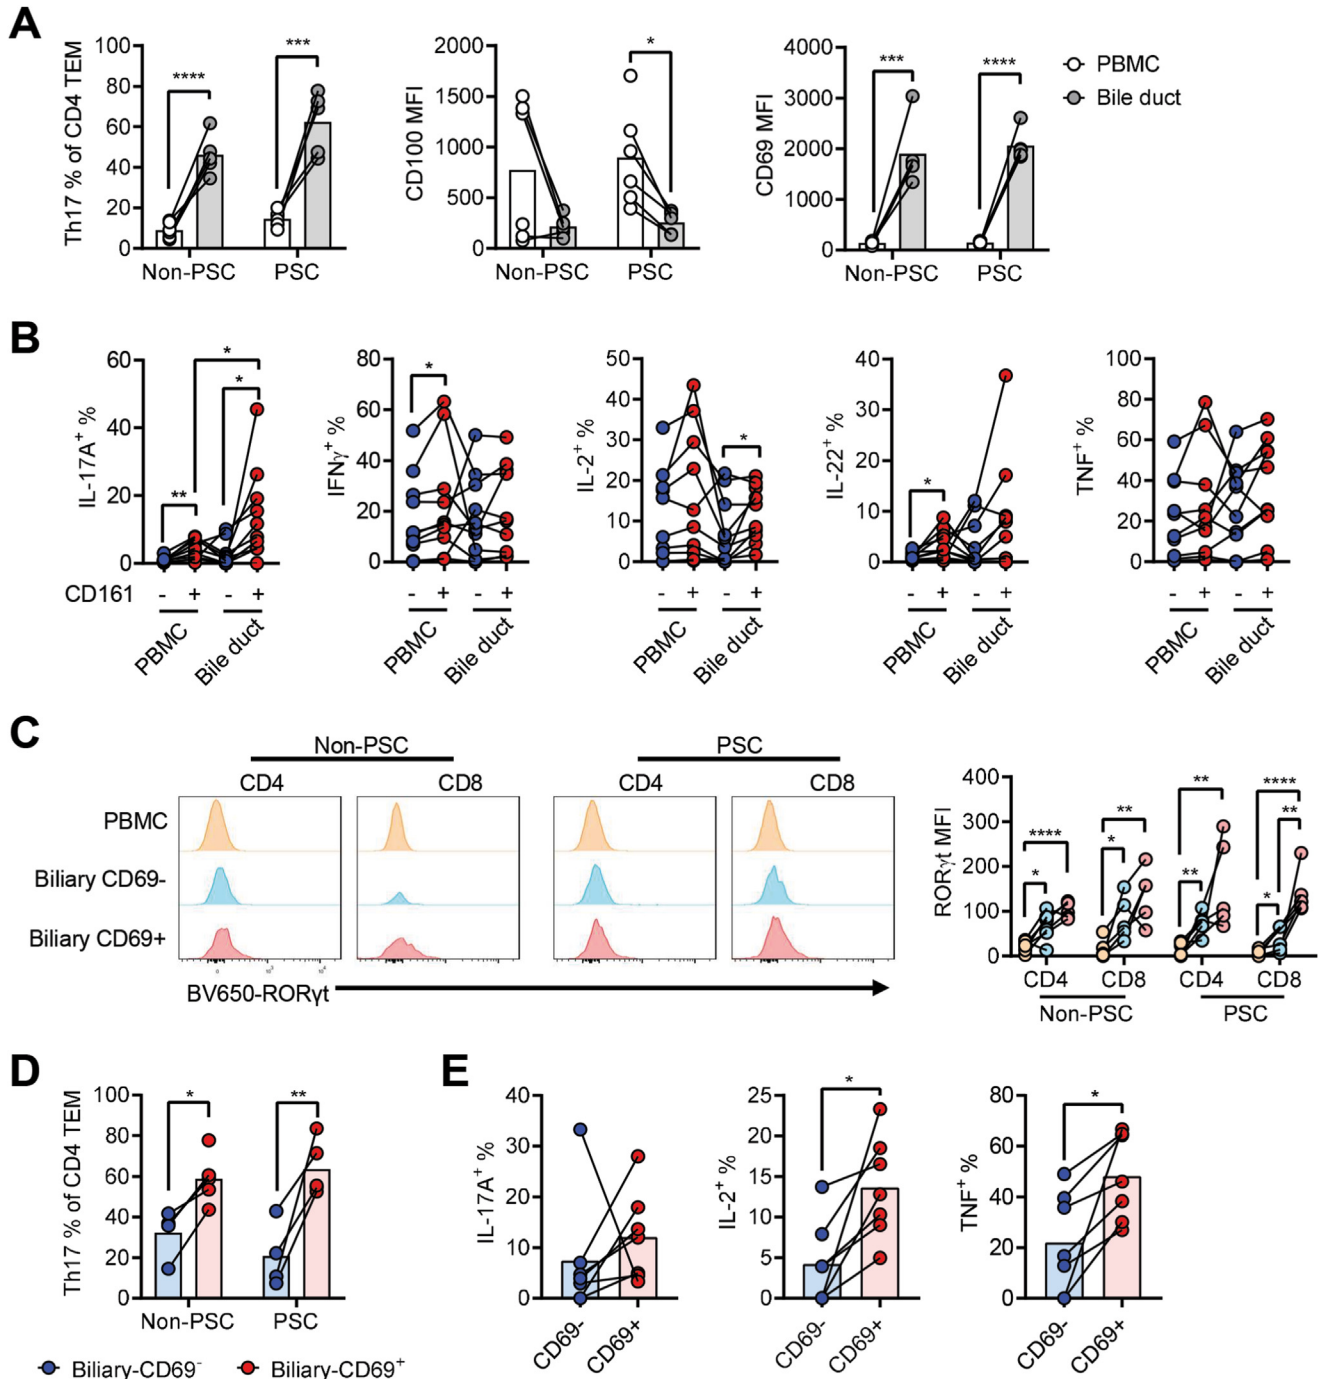 A
Th17 % of CD4 TEM
100
80
60
40
20
0
****
***
Non-PSC
PSC
CD100 MFI
2000
1500
1000
500
0
*
Non-PSC
PSC
CD69 MFI
4000
3000
2000
1000
0
***
****
Non-PSC
PSC
PBMC
Bile duct
B
IL-17A+ %
60
40
20
0
*
*
**
CD161
- + - +
PBMC
Bile duct
IFNγ+ %
80
60
40
20
0
*
- + - +
PBMC
Bile duct
IL-2+ %
50
40
30
20
10
0
*
- + - +
PBMC
Bile duct
IL-22+ %
40
30
20
10
0
*
- + - +
PBMC
Bile duct
TNF+ %
100
80
60
40
20
0
- + - +
PBMC
Bile duct
C
Non-PSC
PSC
CD4
CD8
CD4
CD8
PBMC
Biliary CD69-
Biliary CD69+
BV650-RORγt
RORγt MFI
400
300
200
100
0
****
*
**
*
**
**
****
**
*
CD4
CD8
CD4
CD8
Non-PSC
PSC
D
Th17 % of CD4 TEM
100
80
60
40
20
0
*
**
Non-PSC
PSC
Biliary-CD69-
Biliary-CD69+
E
IL-17A+ %
40
30
20
10
0
CD69-
CD69+
IL-2+ %
25
20
15
10
5
0
*
CD69-
CD69+
TNF+ %
80
60
40
20
0
*
CD69-
CD69+